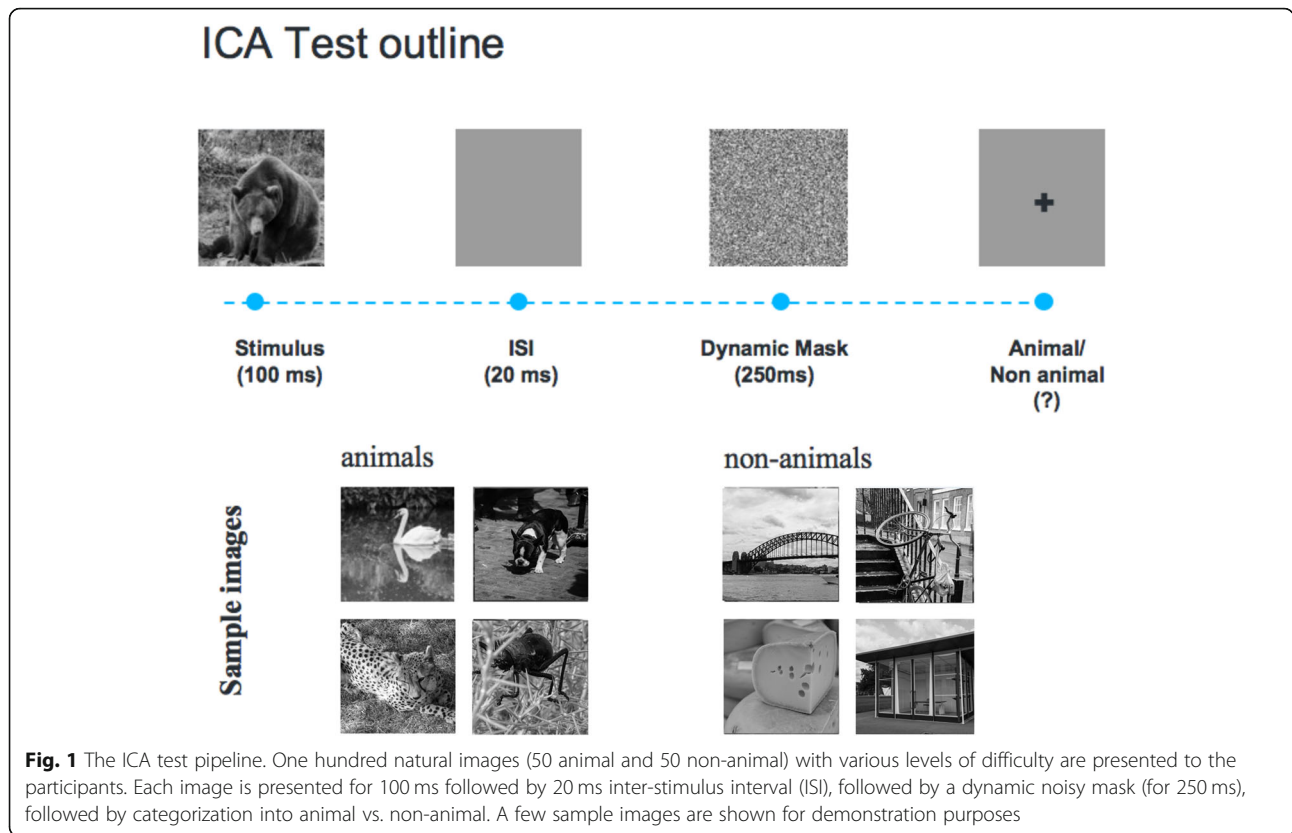 ICA Test outline
Stimulus
(100 ms)
ISI
(20 ms)
Dynamic Mask
(250ms)
Animal/
Non animal
(?)
animals
non-animals
Sample images
Fig. 1 The ICA test pipeline. One hundred natural images (50 animal and 50 non-animal) with various levels of difficulty are presented to the
participants. Each image is presented for 100 ms followed by 20 ms inter-stimulus interval (ISI), followed by a dynamic noisy mask (for 250 ms),
followed by categorization into animal vs. non-animal. A few sample images are shown for demonstration purposes